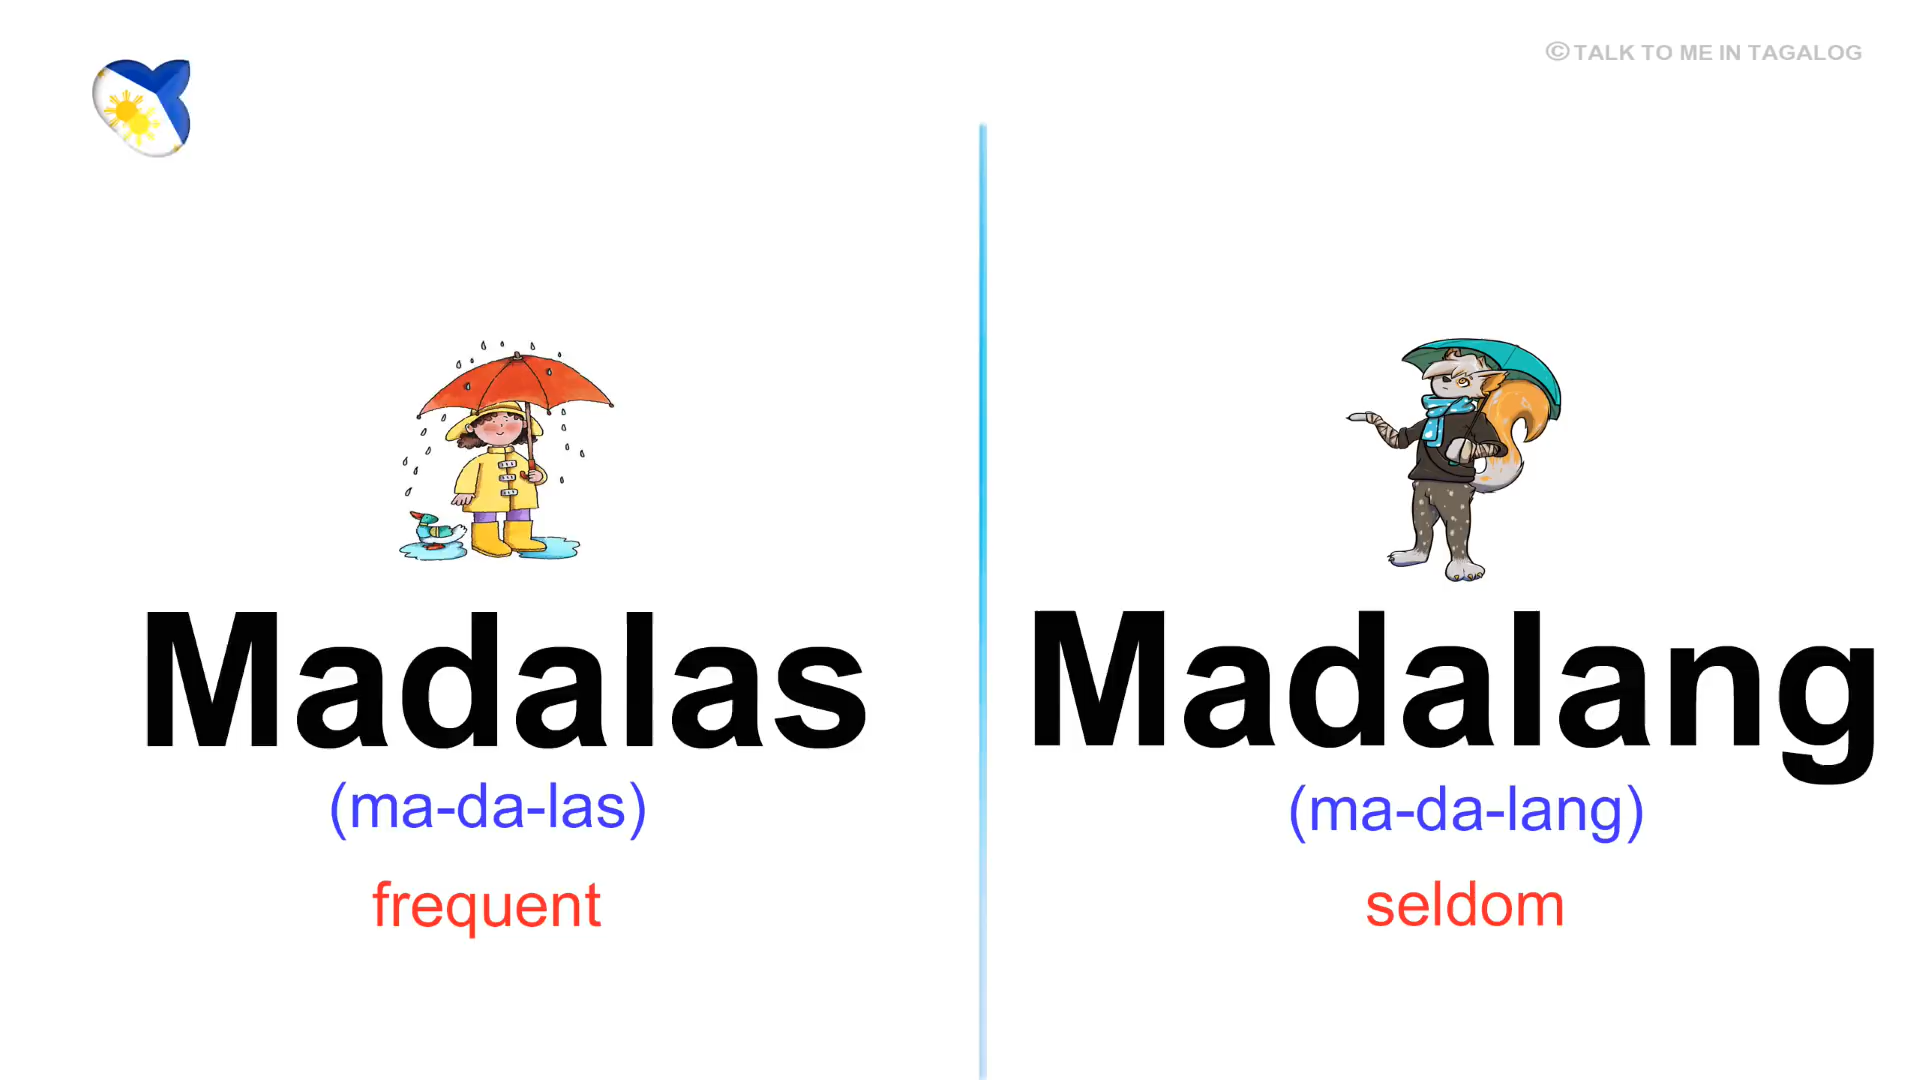 ©TALK TO ME IN TAGALOG
Madalas
(ma-da-las)
frequent
Madalang
(ma-da-lang)
seldom